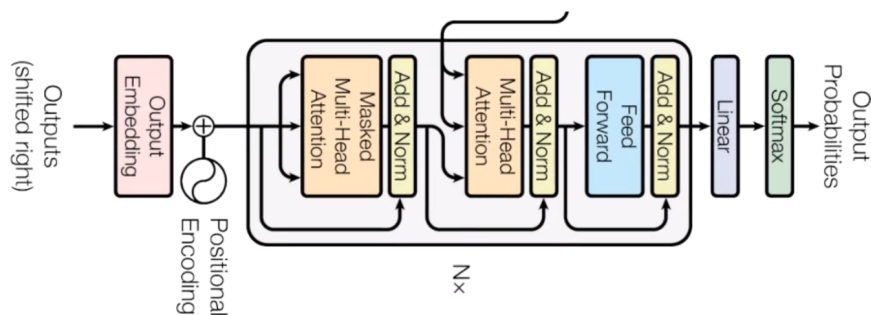 Output
Probabilities
Softmax
Linear
Add & Norm
Feed
Forward
Add & Norm
Multi-Head
Attention
Add & Norm
Masked
Multi-Head
Attention
Nx
Output
Embedding
Positional
Encoding
Outputs
(shifted right)